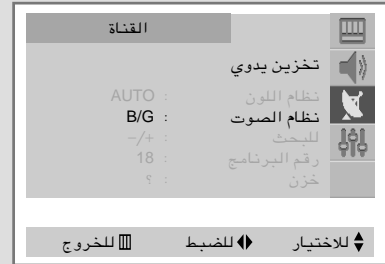 القناة
تخزين يدوي
نظام اللون : AUTO
نظام الصوت : B/G
للبحث : –/+
رقم البرنامج : 18
خزن : ؟
للاختيار للضبط للخروج